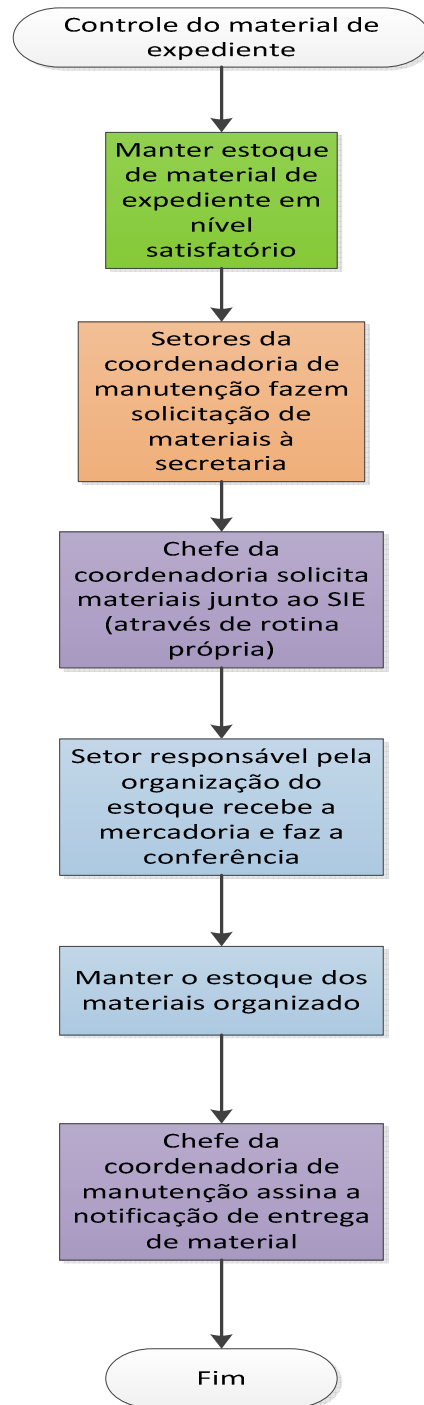 Controle do material de
expediente
Manter estoque
de material de
expediente em
nível
satisfatório
Setores da
coordenadoria de
manutenção fazem
solicitação de
materiais à
secretaria
Chefe da
coordenadoria solicita
materiais junto ao SIE
(através de rotina
própria)
Setor responsável pela
organização do
estoque recebe a
mercadoria e faz a
conferência
Manter o estoque dos
materiais organizado
Chefe da
coordenadoria de
manutenção assina a
notificação de entrega
de material
Fim